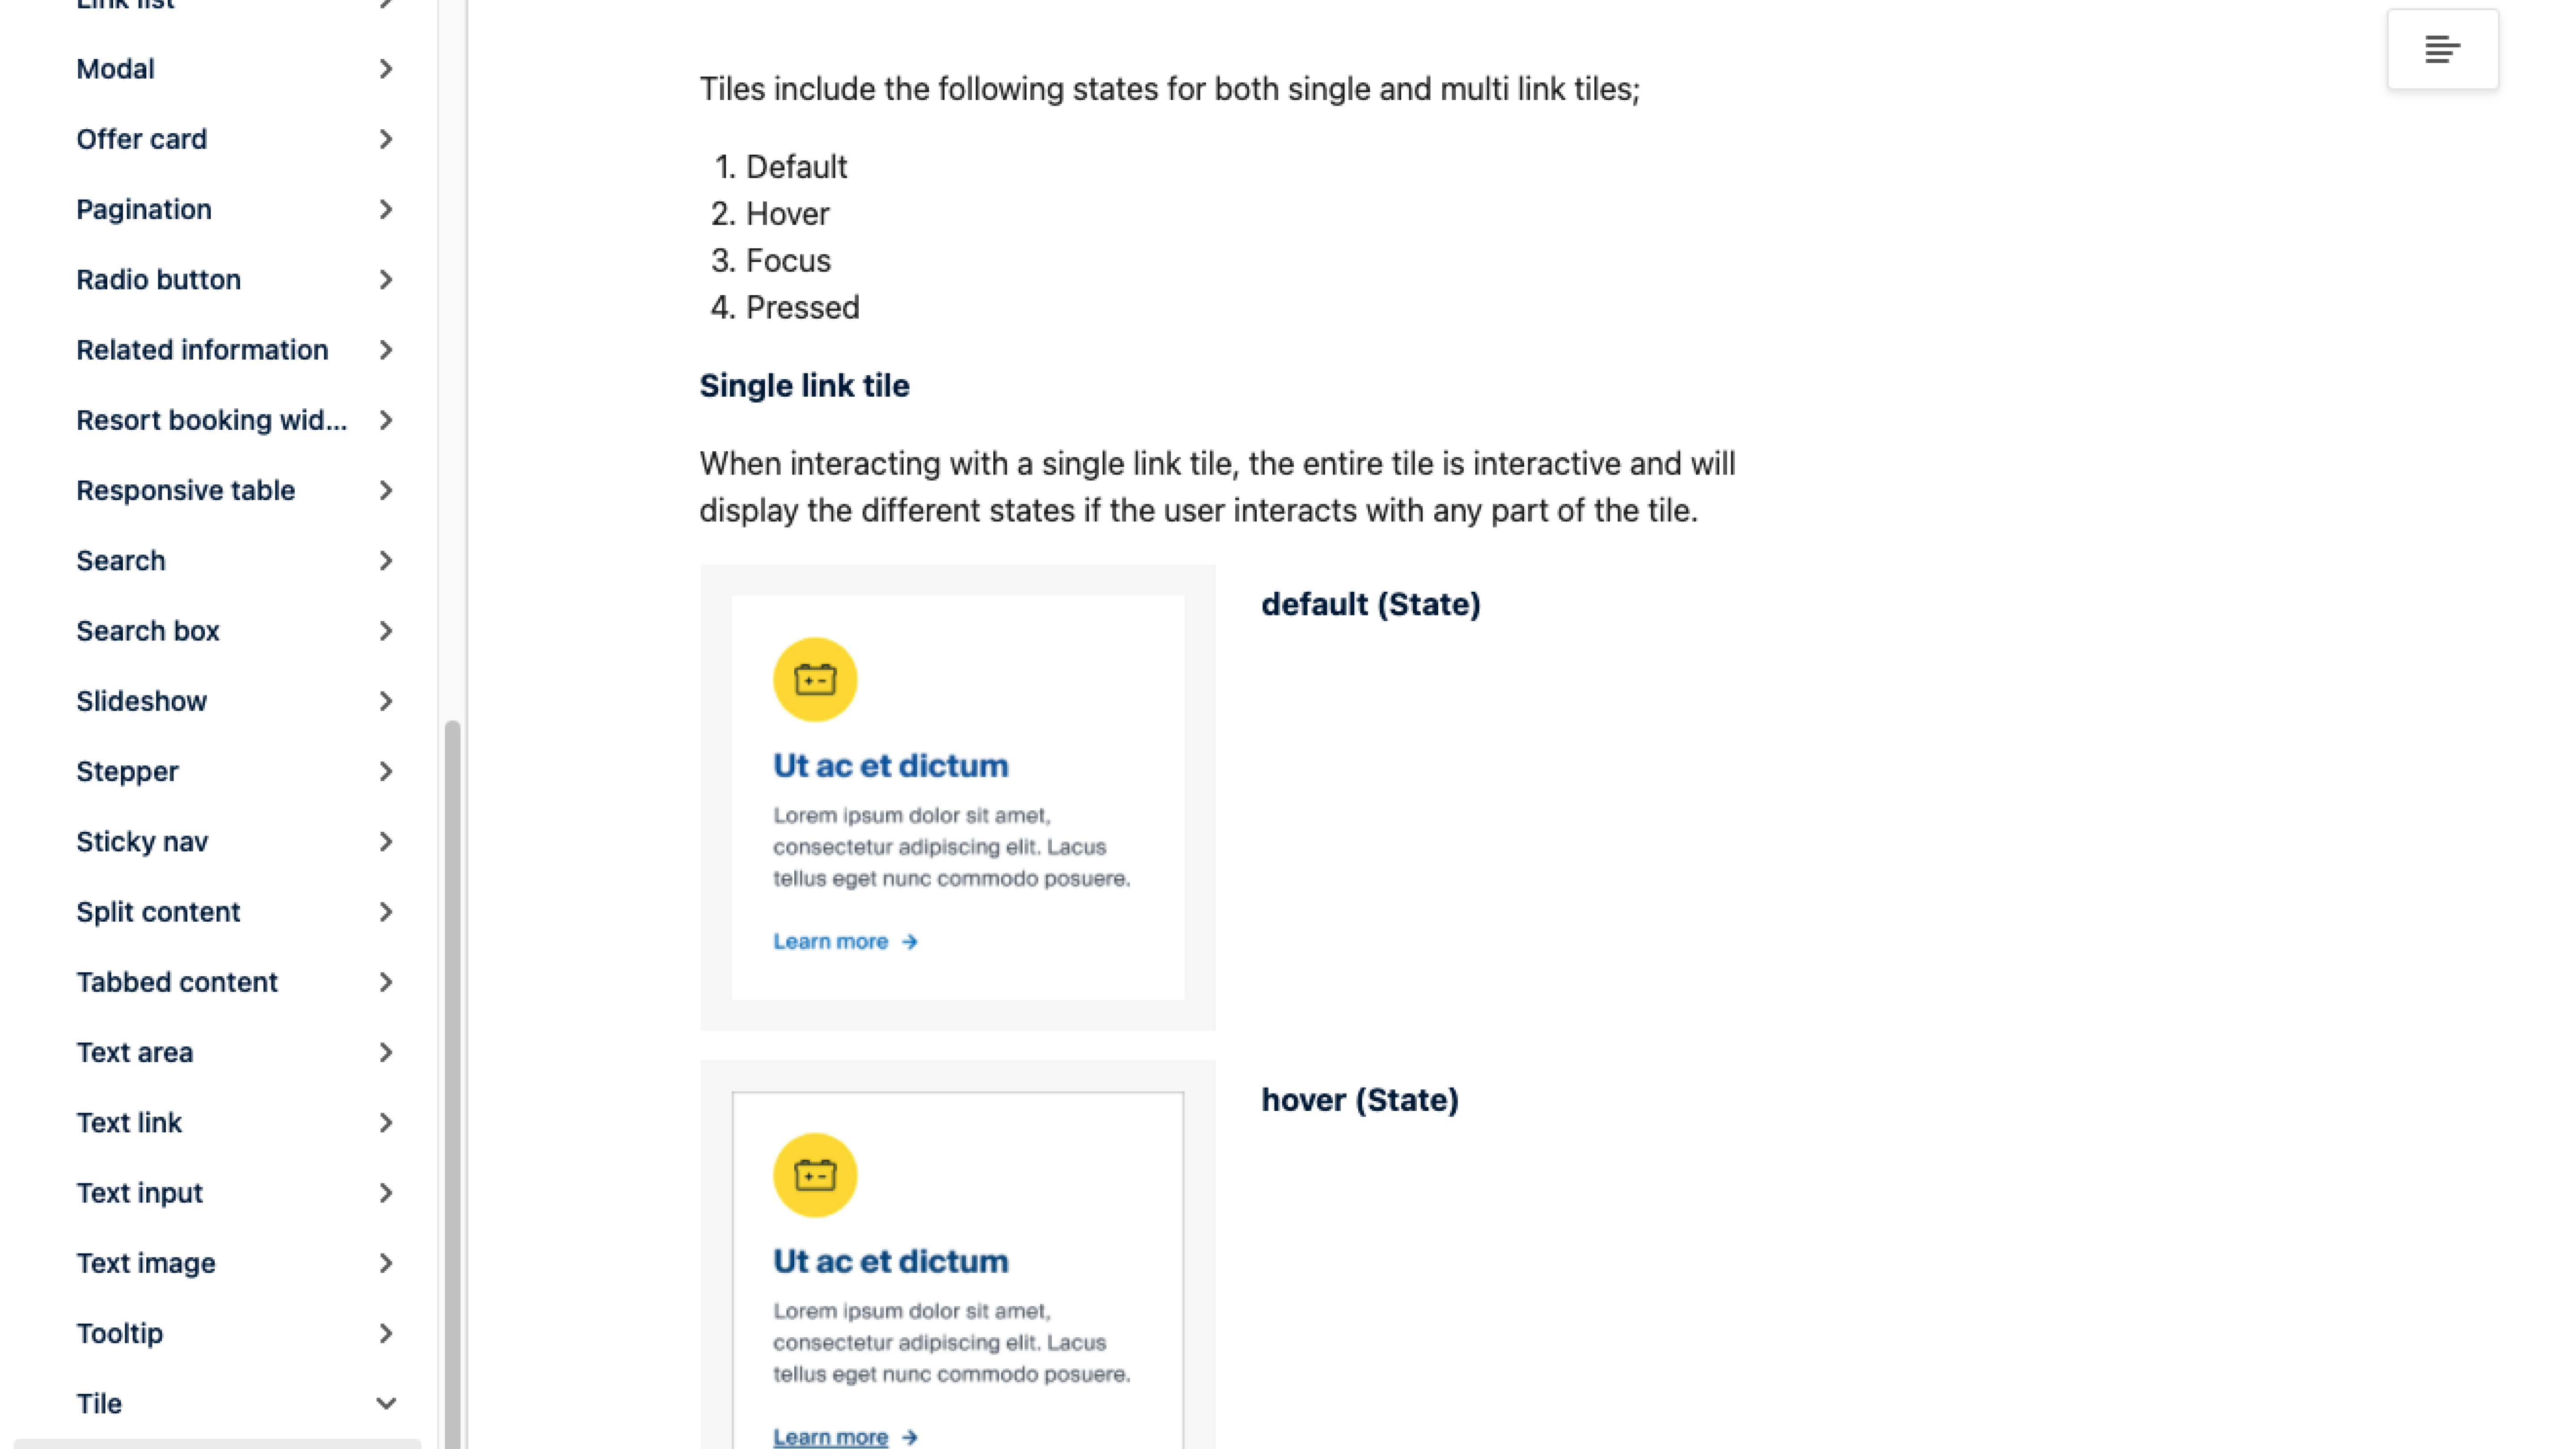 Link list
Modal
Offer card
Pagination
Radio button
Related information
Resort booking wid...
Responsive table
Search
Search box
Slideshow
Stepper
Sticky nav
Split content
Tabbed content
Text area
Text link
Text input
Text image
Tooltip
Tile
Tiles include the following states for both single and multi link tiles;
1. Default
2. Hover
3. Focus
4. Pressed
Single link tile
When interacting with a single link tile, the entire tile is interactive and will
display the different states if the user interacts with any part of the tile.
default (State)
Ut ac et dictum
Lorem ipsum dolor sit amet,
consectetur adipiscing elit. Lacus
tellus eget nunc commodo posuere.
Learn more →
hover (State)
Ut ac et dictum
Lorem ipsum dolor sit amet,
consectetur adipiscing elit. Lacus
tellus eget nunc commodo posuere.
Learn more →